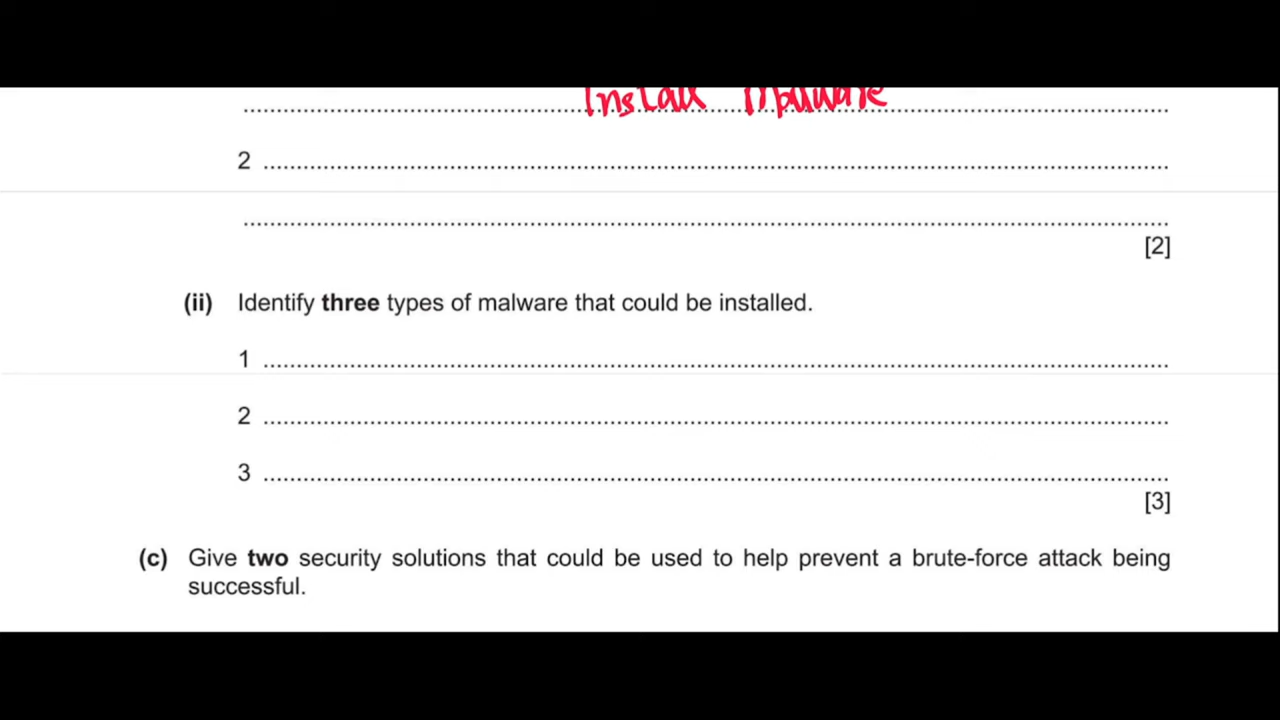 Install Malware
2
[2]
(ii) Identify three types of malware that could be installed.
1
2
3
[3]
(c) Give two security solutions that could be used to help prevent a brute-force attack being
successful.